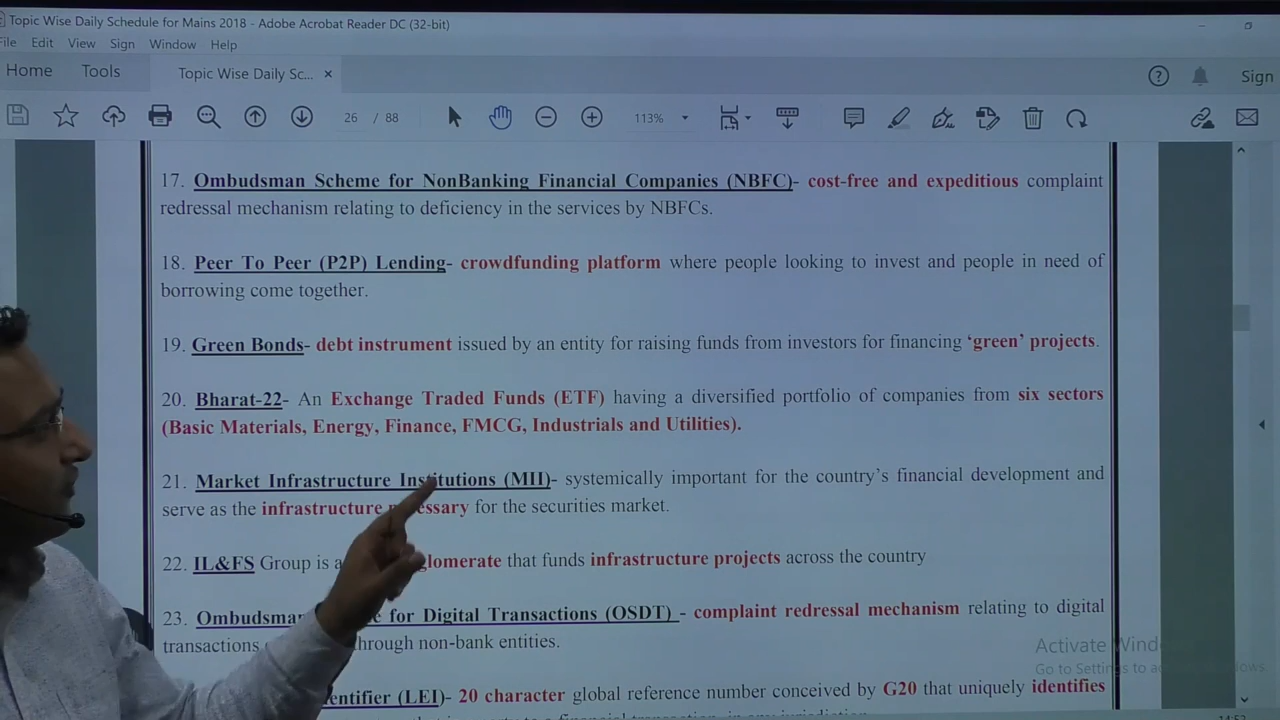 Topic Wise Daily Schedule for Mains 2018 - Adobe Acrobat Reader DC (32-bit)
File Edit View Sign Window Help
Home Tools Topic Wise Daily Sc... × ? Sign
26 / 88 113%
17. Ombudsman Scheme for NonBanking Financial Companies (NBFC)- cost-free and expeditious complaint
redressal mechanism relating to deficiency in the services by NBFCs.
18. Peer To Peer (P2P) Lending- crowdfunding platform where people looking to invest and people in need of
borrowing come together.
19. Green Bonds- debt instrument issued by an entity for raising funds from investors for financing ‘green’ projects.
20. Bharat-22- An Exchange Traded Funds (ETF) having a diversified portfolio of companies from six sectors
(Basic Materials, Energy, Finance, FMCG, Industrials and Utilities).
21. Market Infrastructure Institutions (MII)- systemically important for the country’s financial development and
serve as the infrastructure for the securities market.
22. IL&FS Group is a glomerate that funds infrastructure projects across the country
23. Ombudsman for Digital Transactions (OSDT) - complaint redressal mechanism relating to digital
transactions through non-bank entities.
entifier (LEI)- 20 character global reference number conceived by G20 that uniquely identifies
Activate Windows
Go to Settings to
14:52